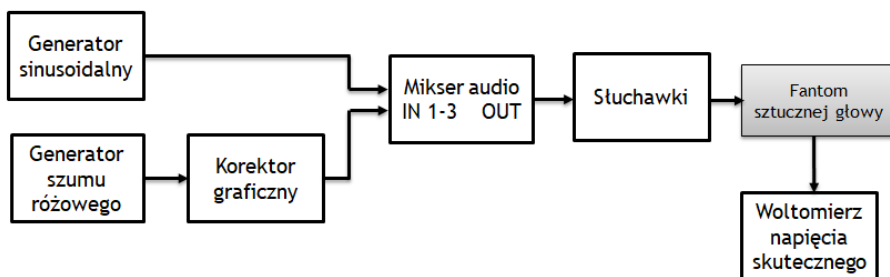 Generator
sinusoidalny
Generator
szumu
różowego
Korektor
graficzny
Mikser audio
IN 1-3 OUT
Słuchawki
Fantom
sztucznej głowy
Woltomierz
napięcia
skutecznego